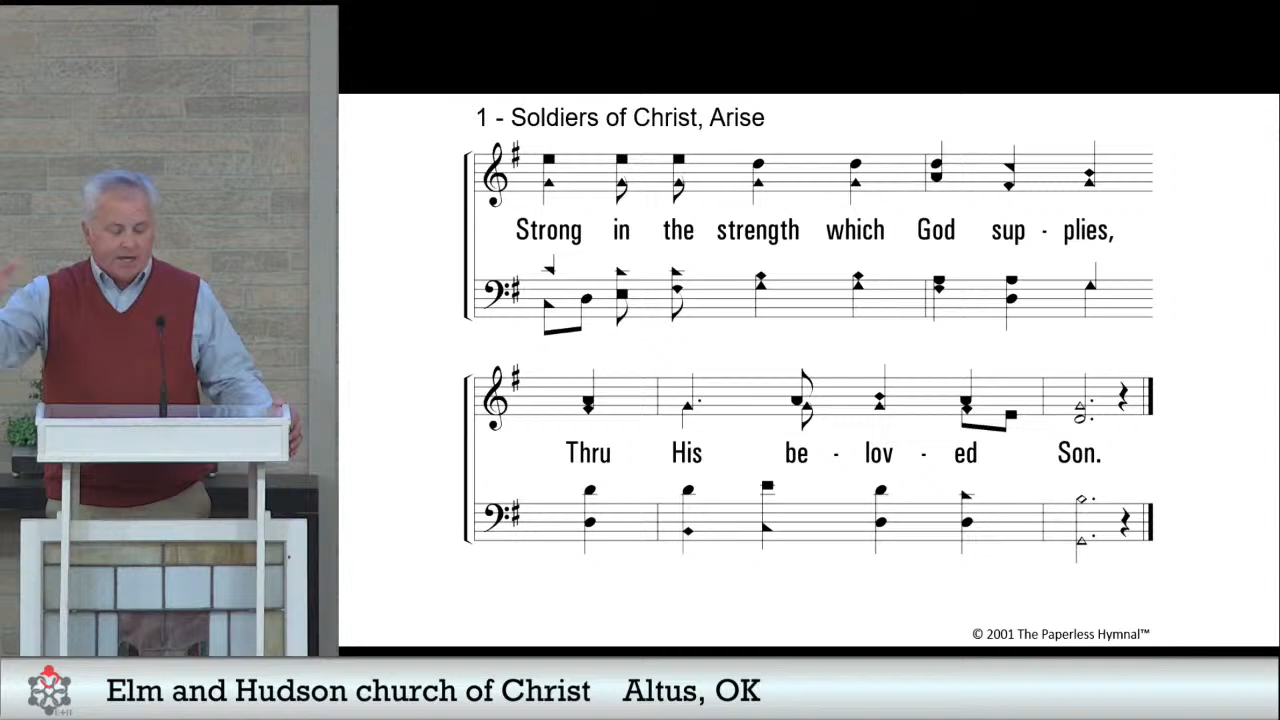 1 - Soldiers of Christ, Arise
Strong in the strength which God sup - plies,
Thru His be - lov - ed Son.
© 2001 The Paperless Hymnal™
Elm and Hudson church of Christ Altus, OK
E+H